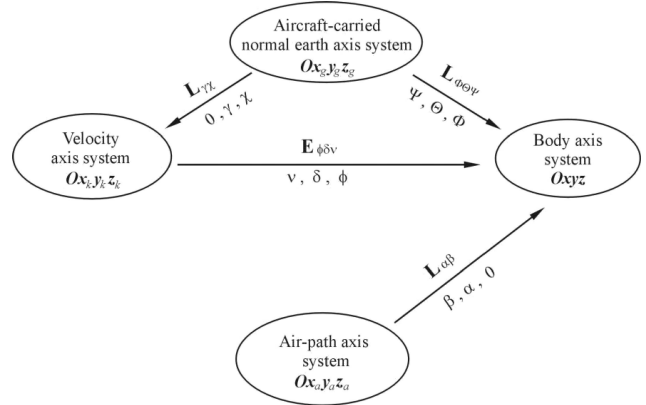 Aircraft-carried
normal earth axis system
Oxgygzg
Lγχ
0 , γ , χ
LΦΘΨ
Ψ, Θ, Φ
Velocity
axis system
Oxkykzk
Eϕδν
ν , δ , ϕ
Body axis
system
Oxyz
Lαβ
β , α , 0
Air-path axis
system
Oxayaza